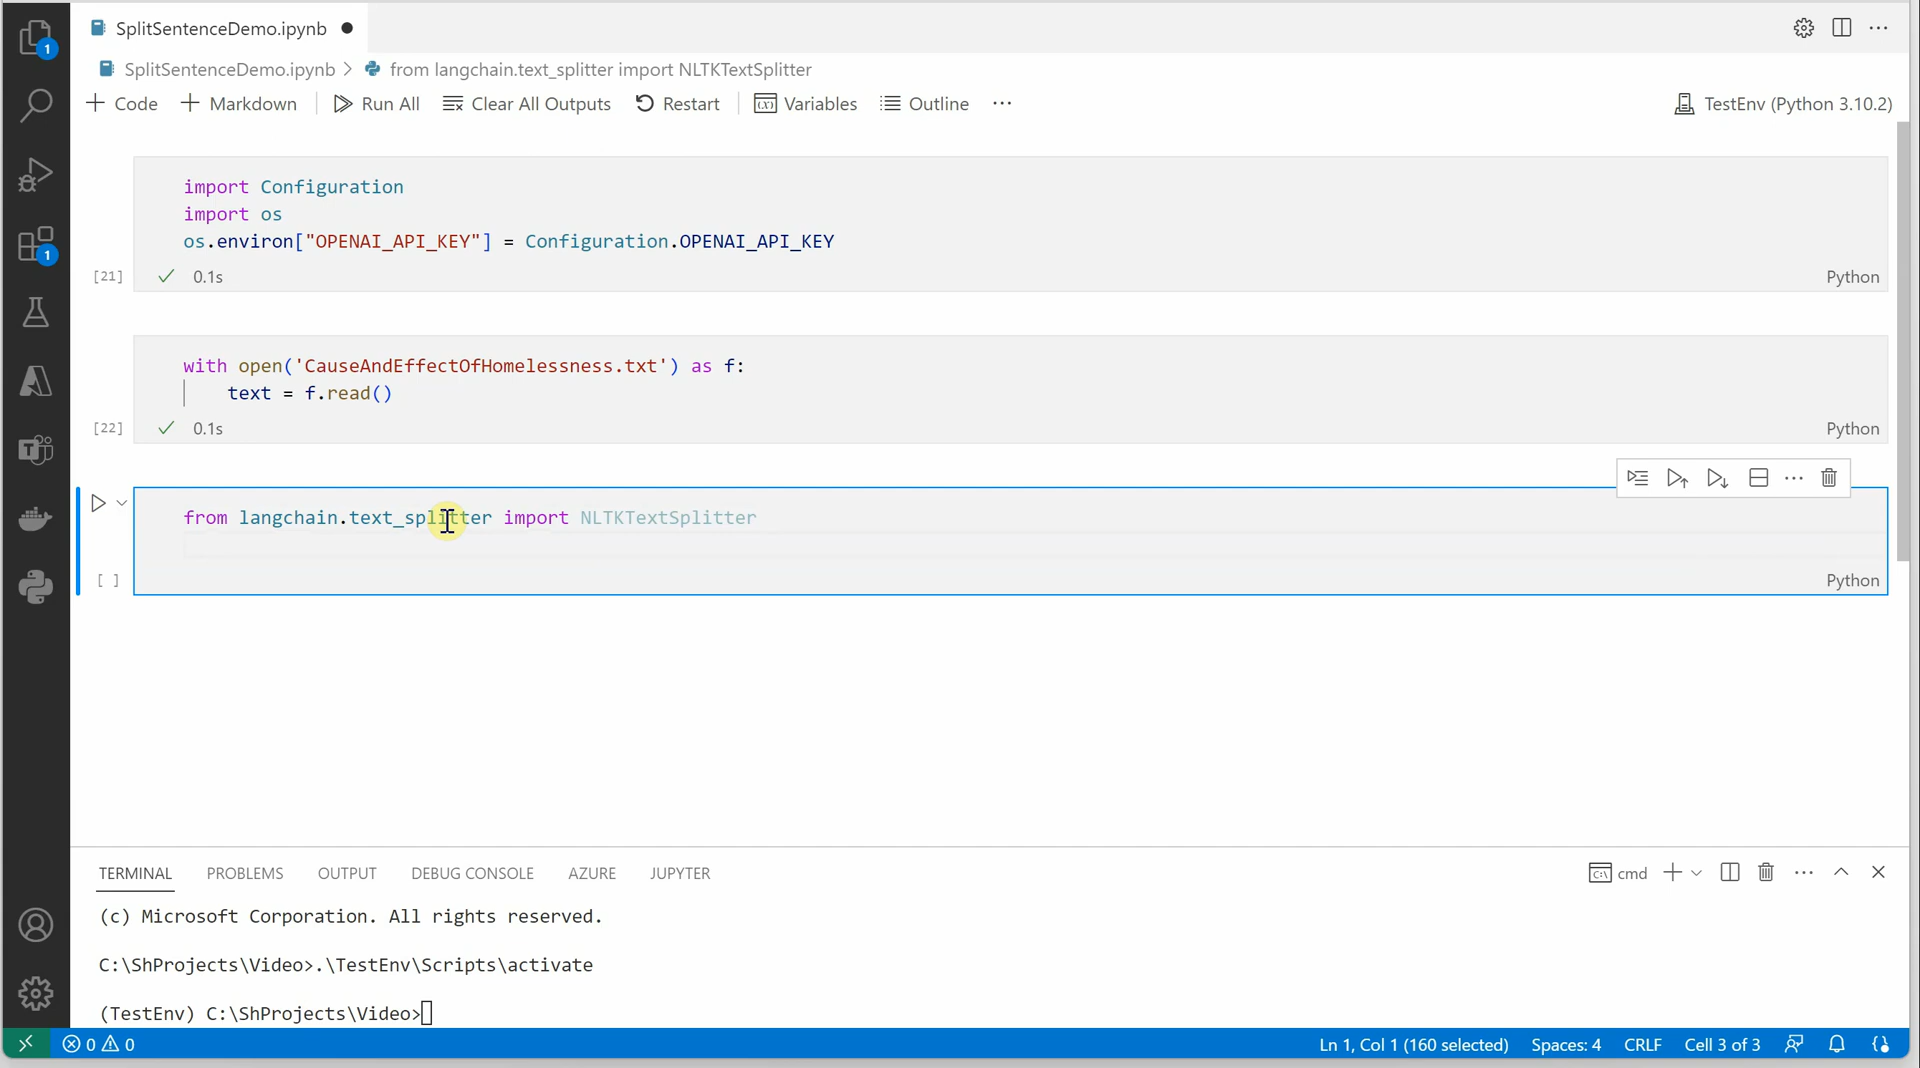 SplitSentenceDemo.ipynb
SplitSentenceDemo.ipynb > from langchain.text_splitter import NLTKTextSplitter
+ Code + Markdown Run All Clear All Outputs Restart Variables Outline ... TestEnv (Python 3.10.2)
1
1
import Configuration
import os
os.environ["OPENAI_API_KEY"] = Configuration.OPENAI_API_KEY
[21] 0.1s Python
with open('CauseAndEffectOfHomelessness.txt') as f:
text = f.read()
[22] 0.1s Python
from langchain.text_splitter import NLTKTextSplitter
[ ] Python
TERMINAL PROBLEMS OUTPUT DEBUG CONSOLE AZURE JUPYTER cmd
(c) Microsoft Corporation. All rights reserved.
C:\ShProjects\Video>.\TestEnv\Scripts\activate
(TestEnv) C:\ShProjects\Video>
0 0 Ln 1, Col 1 (160 selected) Spaces: 4 CRLF Cell 3 of 3